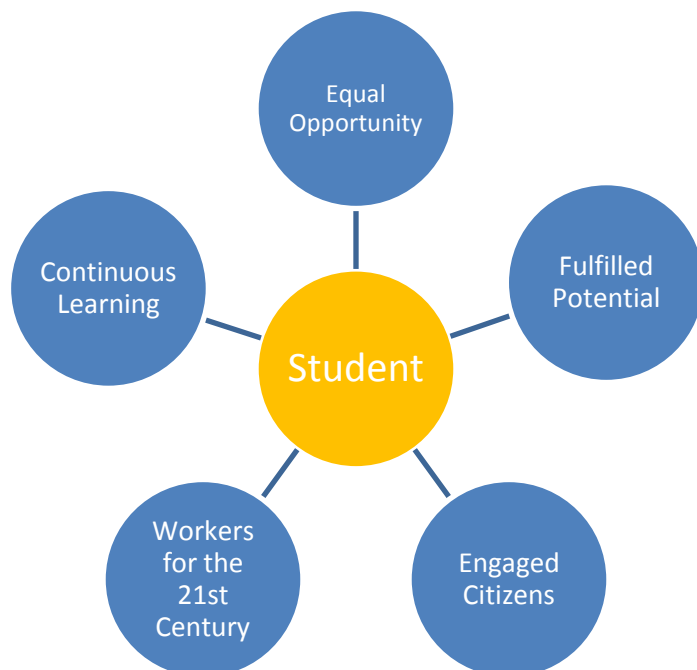 Equal
Opportunity
Fulfilled
Potential
Engaged
Citizens
Workers
for the
21st
Century
Continuous
Learning
Student